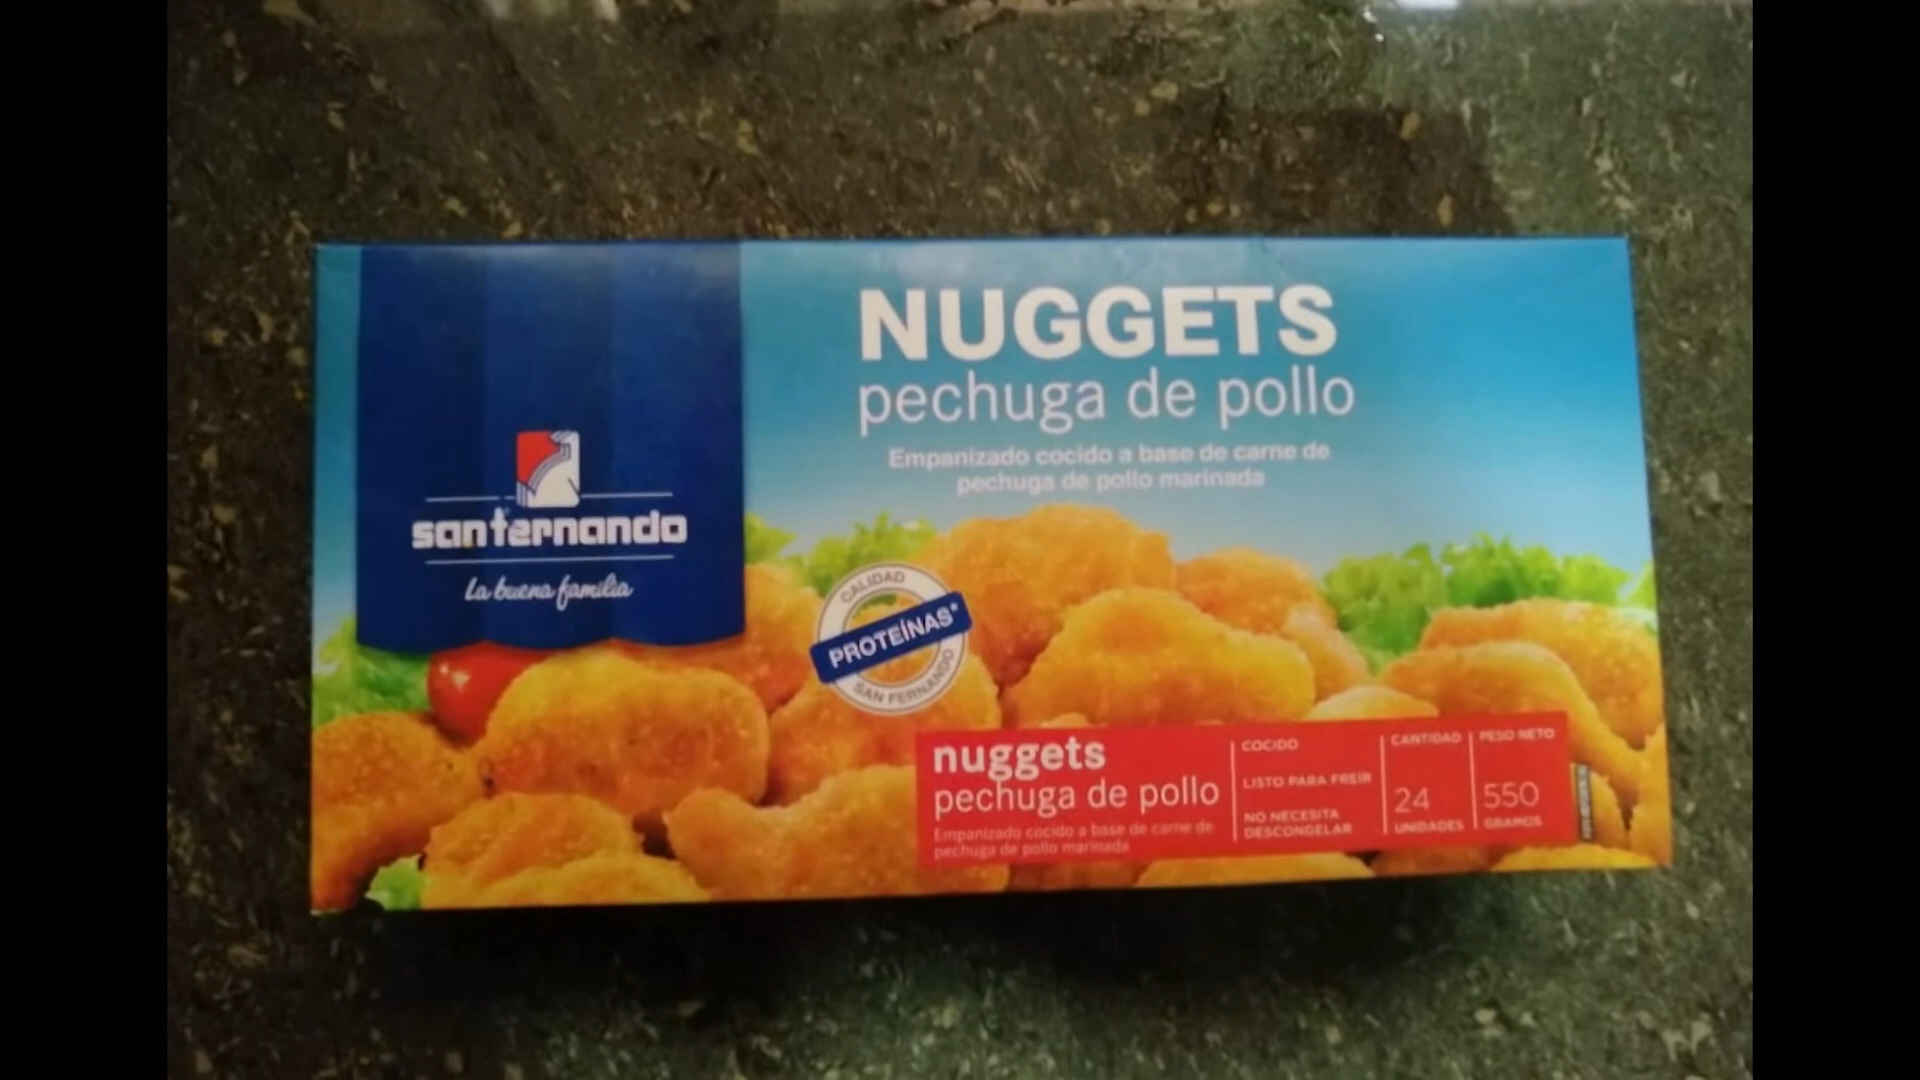 NUGGETS
pechuga de pollo
Empanizado cocido a base de carne de
pechuga de pollo marinada
san fernando
La buena familia
CALIDAD
PROTEÍNAS*
SAN FERNANDO
nuggets
pechuga de pollo
Empanizado cocido a base de carne de
pechuga de pollo marinada
COCIDO
LISTO PARA FREIR
NO NECESITA
DESCONGELAR
CANTIDAD
24
UNIDADES
PESO NETO
550
GRAMOS